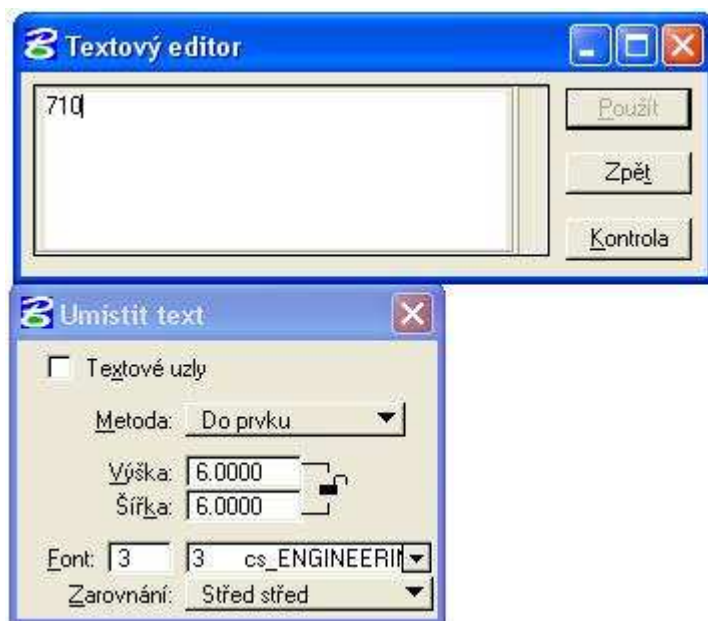 Textový editor
710
Použít
Zpět
Kontrola
Umístit text
Textové uzly
Metoda: Do prvku
Výška: 6.0000
Šířka: 6.0000
Font: 3 3 cs_ENGINEERIN
Zarovnání: Střed střed